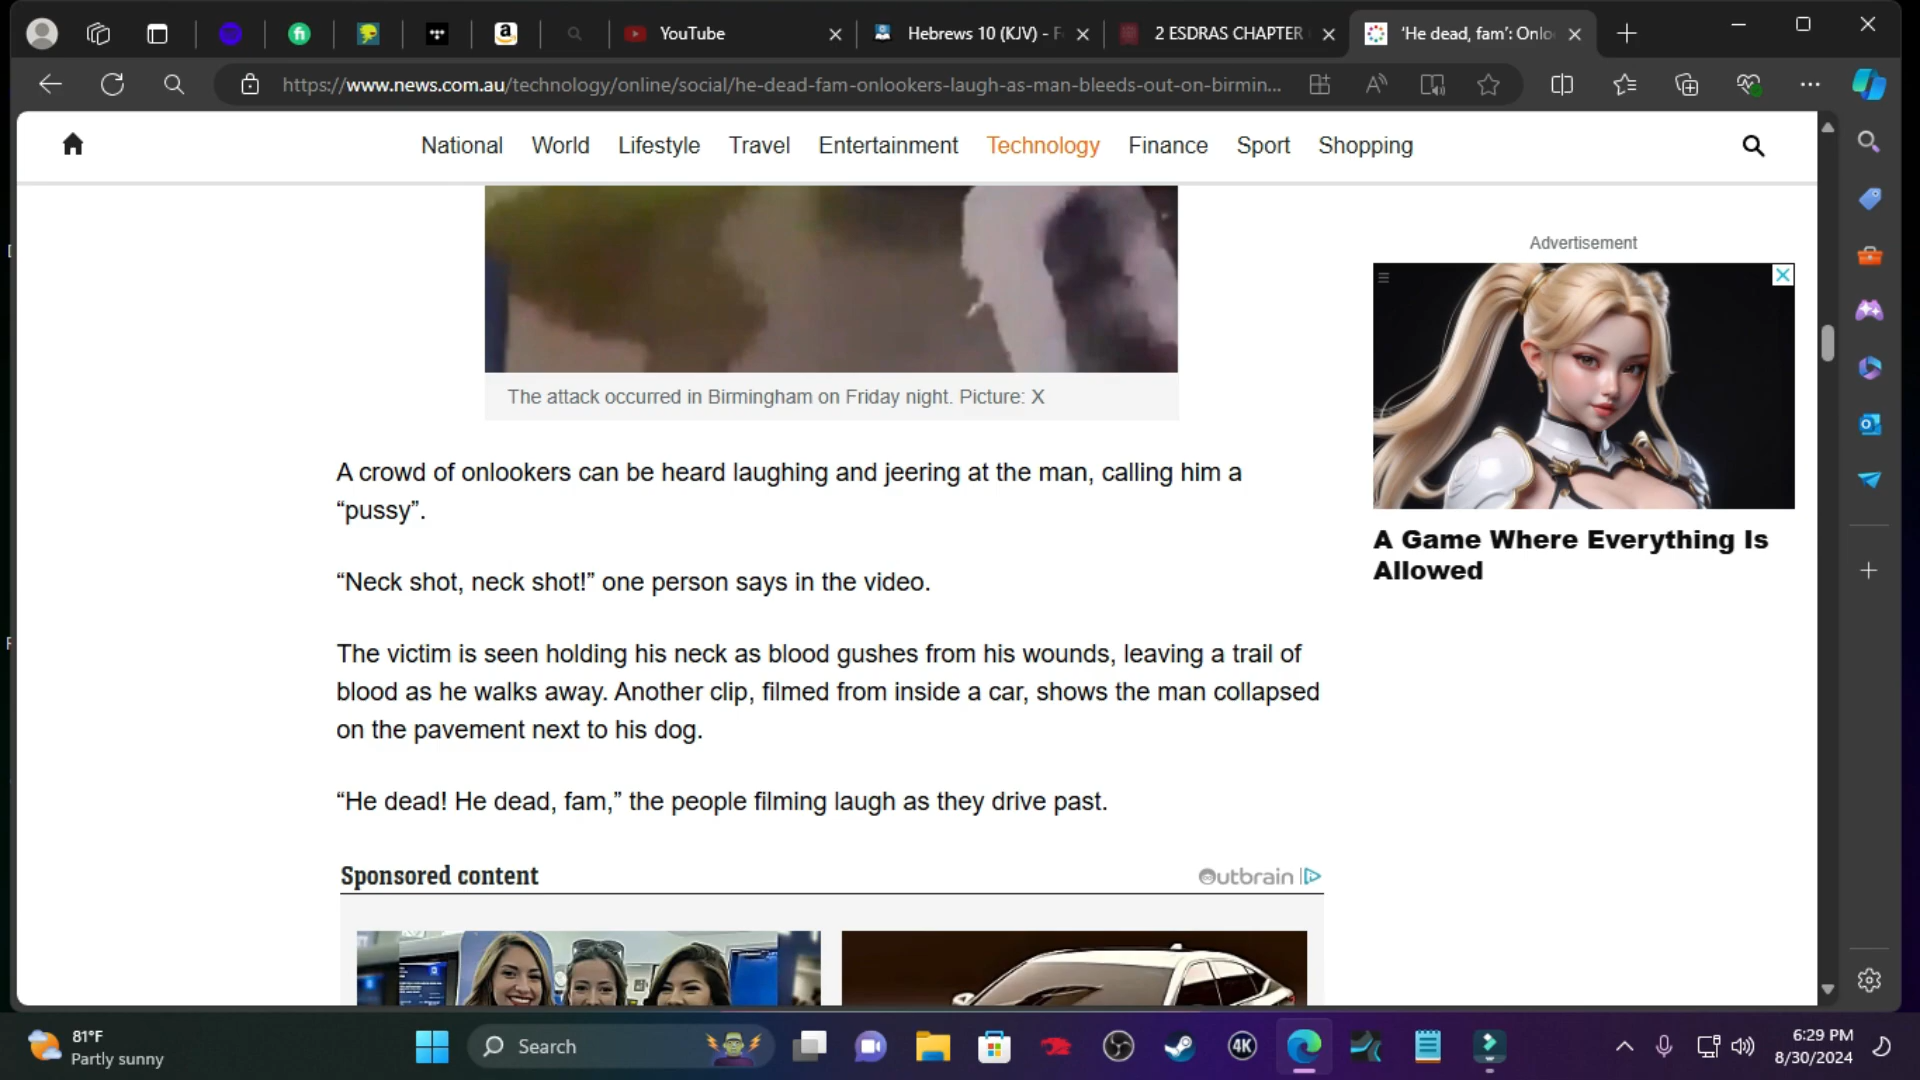 YouTube
Hebrews 10 (KJV) - F
2 ESDRAS CHAPTER
'He dead, fam': Onlo
https://www.news.com.au/technology/online/social/he-dead-fam-onlookers-laugh-as-man-bleeds-out-on-birmin...
National World Lifestyle Travel Entertainment Technology Finance Sport Shopping
Advertisement
The attack occurred in Birmingham on Friday night. Picture: X
A crowd of onlookers can be heard laughing and jeering at the man, calling him a
“pussy”.
A Game Where Everything Is
Allowed
“Neck shot, neck shot!” one person says in the video.
The victim is seen holding his neck as blood gushes from his wounds, leaving a trail of
blood as he walks away. Another clip, filmed from inside a car, shows the man collapsed
on the pavement next to his dog.
“He dead! He dead, fam,” the people filming laugh as they drive past.
Sponsored content
Outbrain
81°F
Partly sunny
Search
4K
6:29 PM
8/30/2024